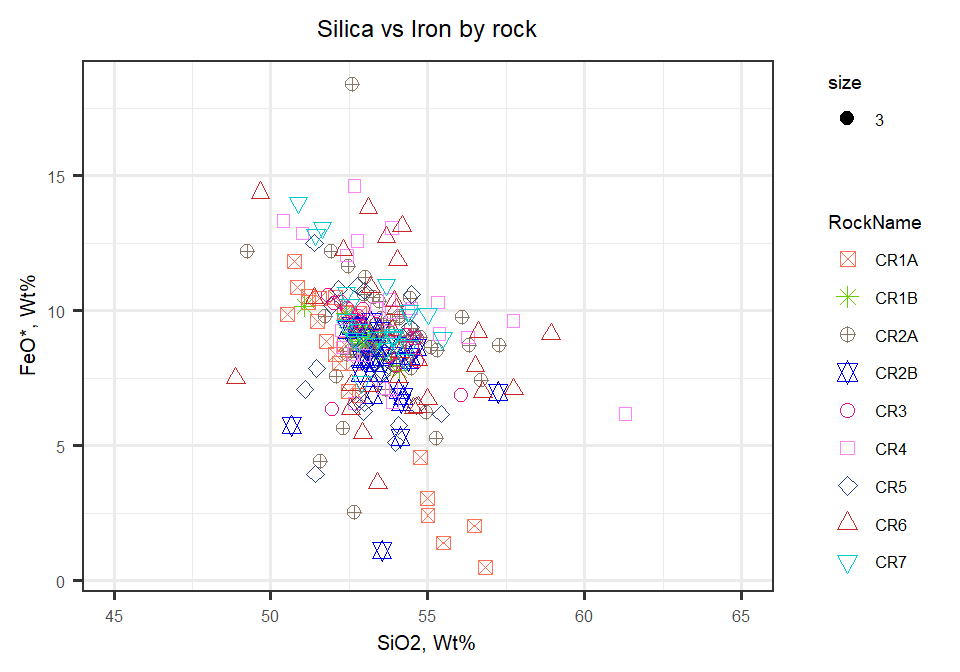 Silica vs Iron by rock
FeO*, Wt%
15
10
5
0
45
50
55
60
65
SiO2, Wt%
size
3
RockName
CR1A
CR1B
CR2A
CR2B
CR3
CR4
CR5
CR6
CR7